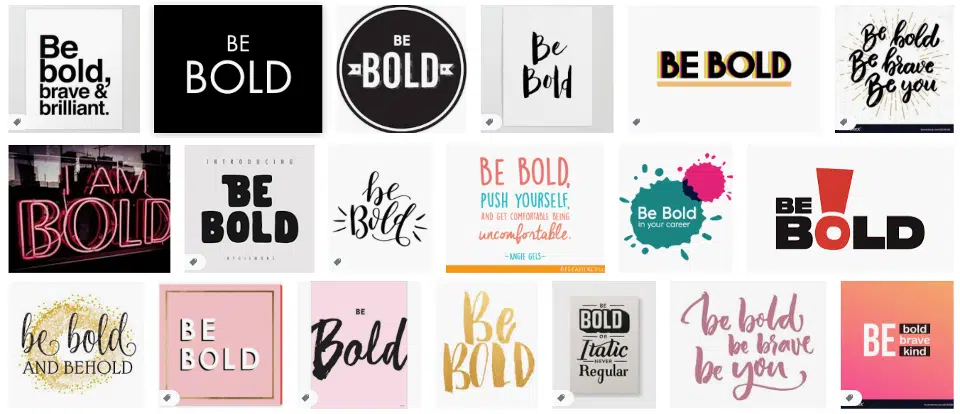 Be
bold,
brave &
brilliant.
BE
BOLD
BE
BOLD
Be
Bold
BE BOLD
Be bold
Be brave
Be you
I AM
BOLD
INTRODUCING
BE
BOLD
be
Bold
BE BOLD,
PUSH YOURSELF,
AND GET COMFORTABLE BEING
uncomfortable.
-ANGIE GELS-
Be Bold
in your career
BE
BOLD
be bold
AND BEHOLD
BE
BOLD
BE
Bold
Be
BOLD
BE
BOLD
OR
Italic
NEVER
Regular
be bold
be brave
be you
BE
bold
brave
kind